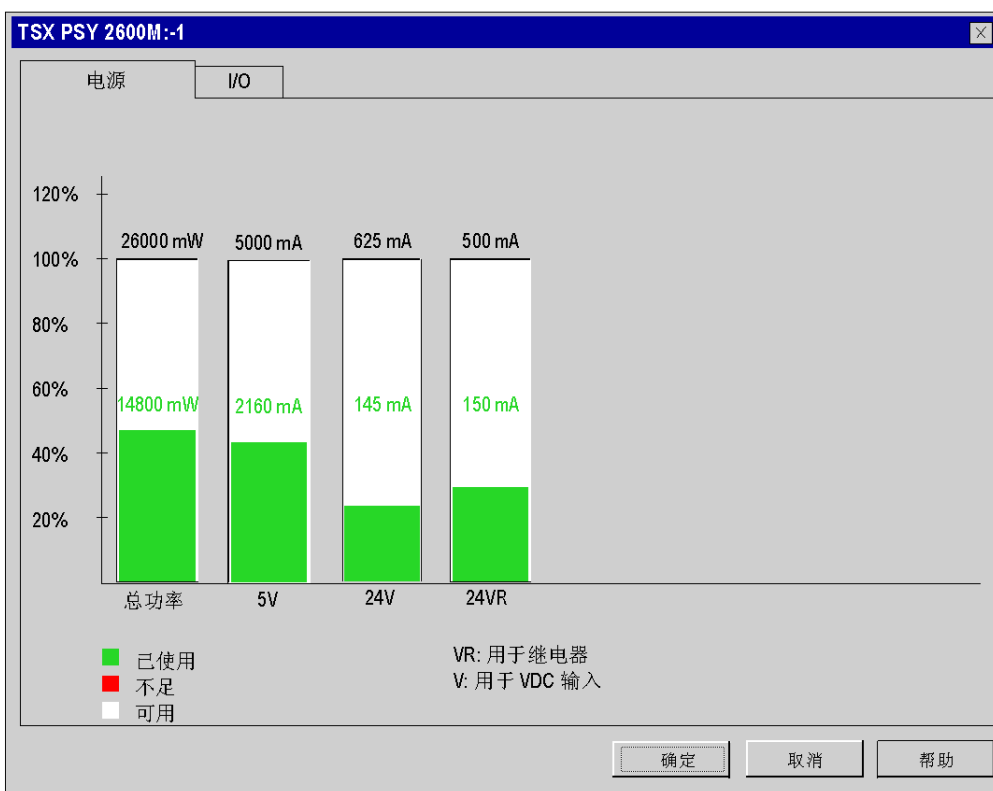 TSX PSY 2600M:-1
电源 I/O
120%
26000 mW 5000 mA 625 mA 500 mA
100%
80%
60%
14800 mW 2160 mA 145 mA 150 mA
40%
20%
总功率 5V 24V 24VR
已使用
不足
可用
VR: 用于继电器
V: 用于 VDC 输入
确定 取消 帮助